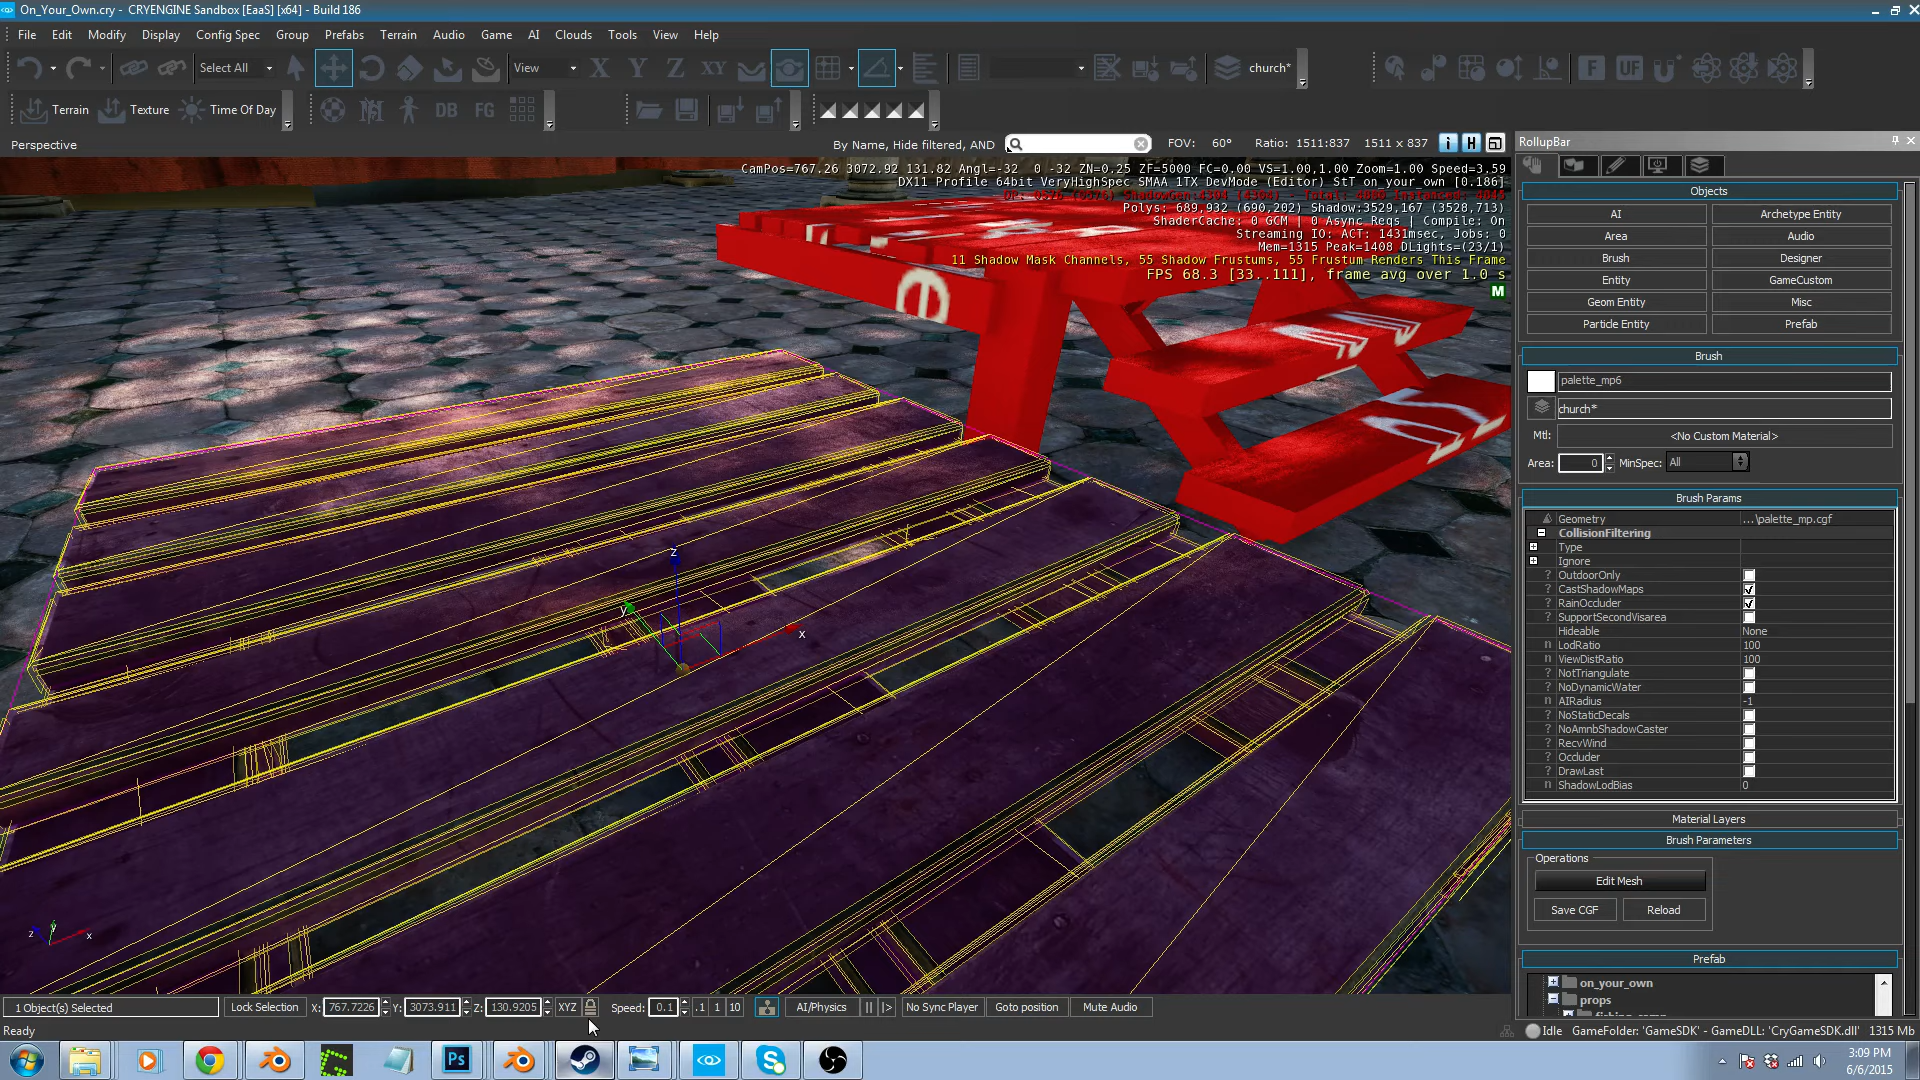 On_Your_Own.cry - CRYENGINE Sandbox [EaaS] [x64] - Build 186
File Edit Modify Display Config Spec Group Prefabs Terrain Audio Game AI Clouds Tools View Help
Select All View X Y Z XY church* F UF
Terrain Texture Time Of Day DB FG
Perspective By Name, Hide filtered, AND FOV: 60° Ratio: 1511:837 1511 x 837 i H
CamPos=767.26 3072.92 131.82 Angl=-32 0 -32 ZN=0.25 ZF=5000 FC=0.00 VS=1.00,1.00 Zoom=1.00 Speed=3.59
DX11 Profile 64bit VeryHighSpec SMAA 1TX DevMode (Editor) StT on_your_own [0.186]
Polys: 689,932 (690,202) Shadow:3529,167 (3528,713)
ShaderCache: 0 GCM | 0 Async Reqs | Compile: On
Streaming IO: ACT: 1431msec, Jobs: 0
Mem=1315 Peak=1408 DLights=(23/1)
11 Shadow Mask Channels, 55 Shadow Frustums, 55 Frustum Renders This Frame
FPS 68.3 [33..111], frame avg over 1.0 s
M
z
y
x
z y x
RollupBar
Objects
AI Archetype Entity
Area Audio
Brush Designer
Entity GameCustom
Geom Entity Misc
Particle Entity Prefab
Brush
palette_mp6
church*
Mtl: <No Custom Material>
Area: 0 MinSpec: All
Brush Params
Geometry ...\palette_mp.cgf
CollisionFiltering
Type
Ignore
? OutdoorOnly
? CastShadowMaps
? RainOccluder
? SupportSecondVisarea
Hideable None
? LodRatio 100
? ViewDistRatio 100
? NotTriangulate
? NoDynamicWater
n AIRadius -1
? NoStaticDecals
? NoAmnbShadowCaster
? RecvWind
? Occluder
? DrawLast
n ShadowLodBias 0
Material Layers
Brush Parameters
Operations
Edit Mesh
Save CGF Reload
Prefab
on_your_own
props
1 Object(s) Selected Lock Selection X: 767.7226 Y: 3073.911 Z: 130.9205 XYZ Speed: 0.1 .1 1 10 AI/Physics No Sync Player Goto position Mute Audio
Ready Idle GameFolder: 'GameSDK' - GameDLL: 'CryGameSDK.dll' 1315 Mb
Ps S
3:09 PM
6/6/2015